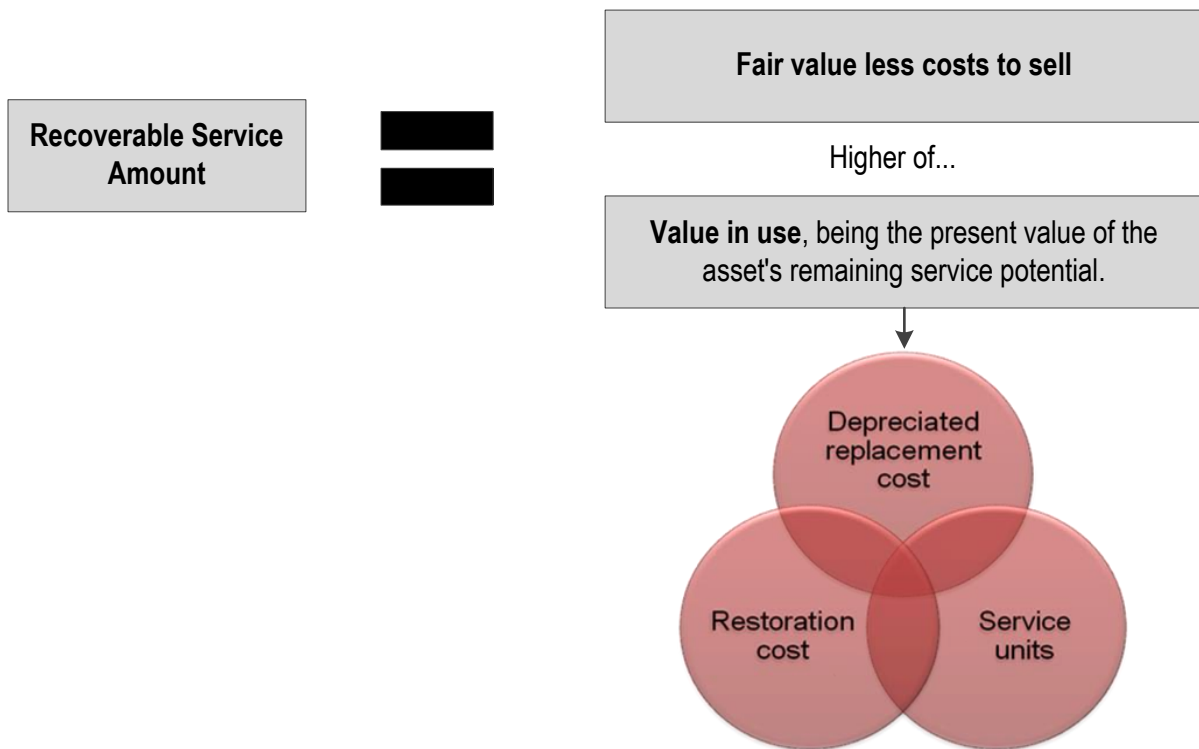 Recoverable Service
Amount
Fair value less costs to sell
Higher of...
Value in use, being the present value of the
asset's remaining service potential.
Depreciated
replacement
cost
Restoration
cost
Service
units